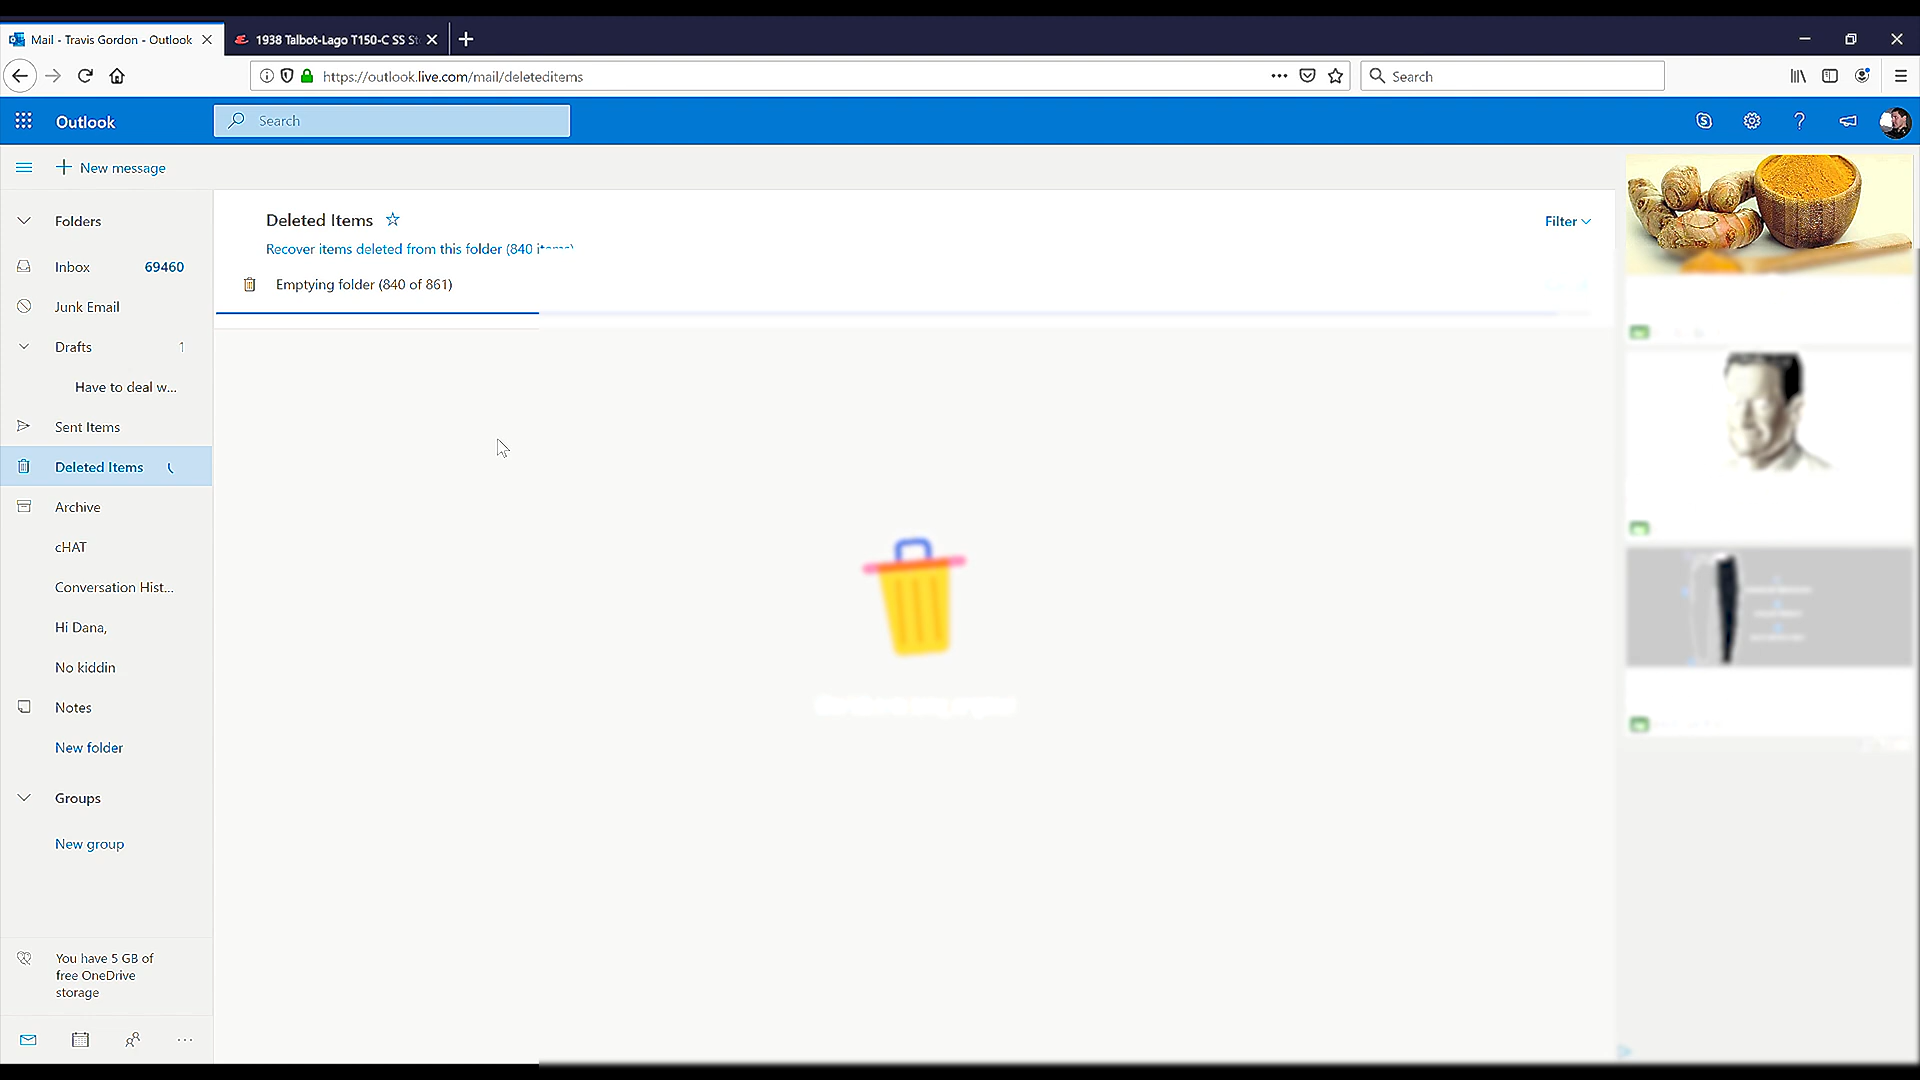 Mail - Travis Gordon - Outlook
1938 Talbot-Lago T150-C SS St
https://outlook.live.com/mail/deleteditems
Search
Outlook
Search
New message
Folders
Deleted Items
Filter
Recover items deleted from this folder (840
Inbox 69460
Emptying folder (840 of 861)
Junk Email
Drafts 1
Have to deal w...
Sent Items
Deleted Items
Archive
cHAT
Conversation Hist...
Hi Dana,
No kiddin
Notes
New folder
Groups
New group
You have 5 GB of
free OneDrive
storage